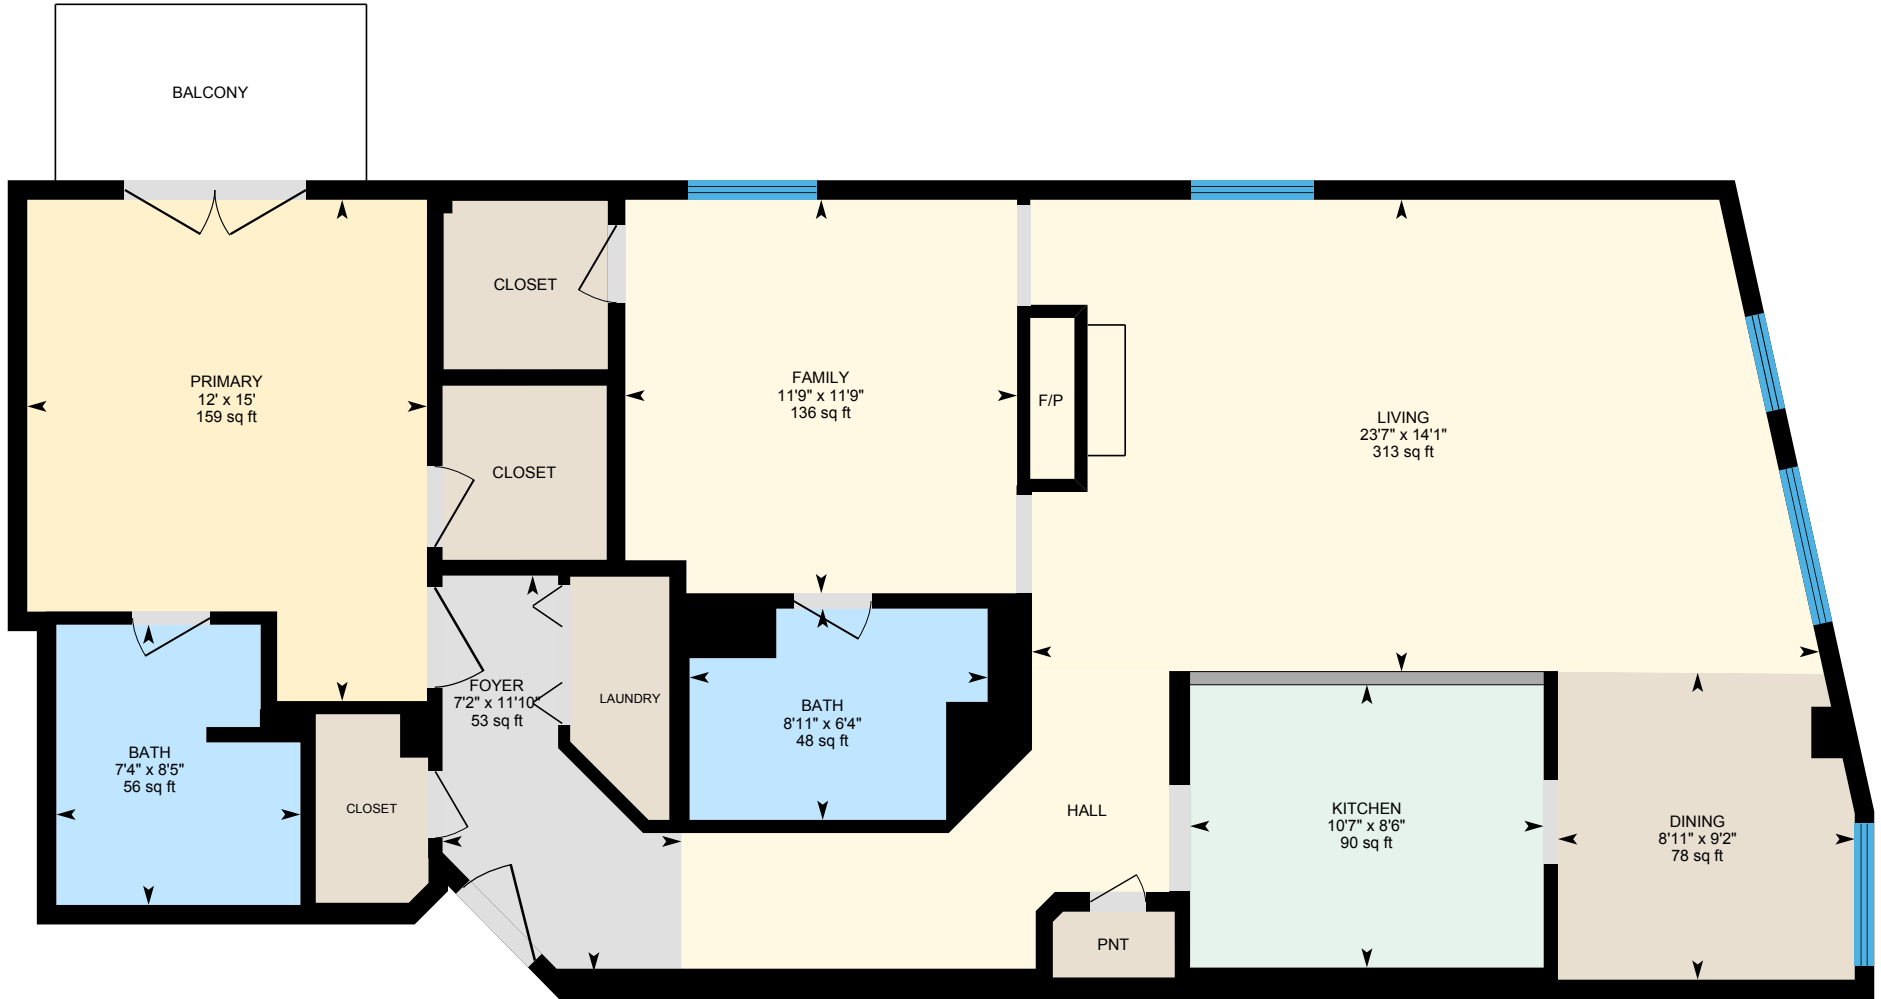 BALCONY
CLOSET
PRIMARY
12' x 15'
159 sq ft
FAMILY
11'9" x 11'9"
136 sq ft
F/P
LIVING
23'7" x 14'1"
313 sq ft
CLOSET
FOYER
7'2" x 11'10"
53 sq ft
LAUNDRY
BATH
8'11" x 6'4"
48 sq ft
BATH
7'4" x 8'5"
56 sq ft
CLOSET
HALL
KITCHEN
10'7" x 8'6"
90 sq ft
DINING
8'11" x 9'2"
78 sq ft
PNT